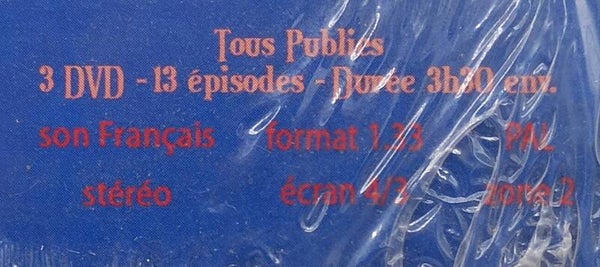 Tous Publics
3 DVD - 13 épisodes - Durée 3h30 env.
son Français format 1.33 PAL
stéréo écran 4/3 zone 2